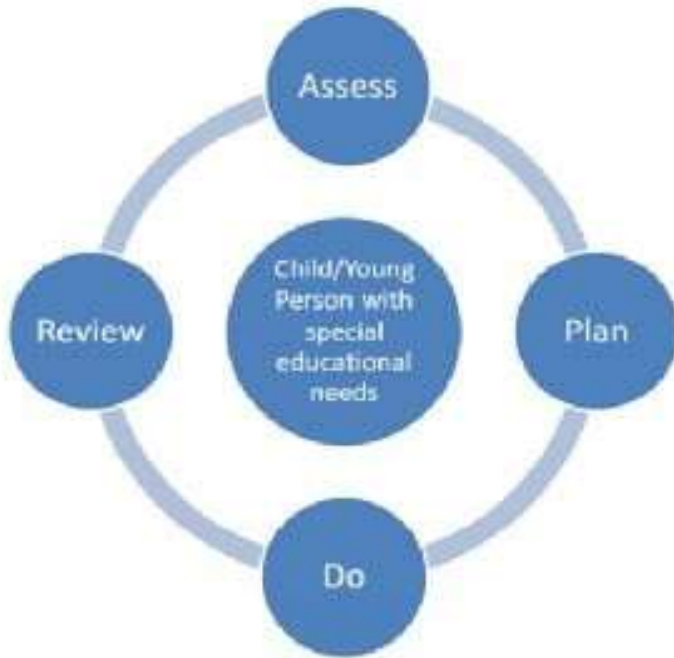 Assess
Child/Young
Person with
special
educational
needs
Review
Plan
Do